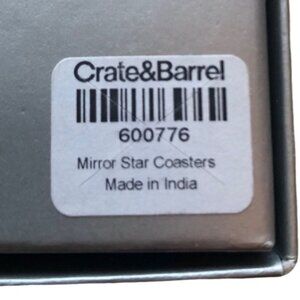 Crate&Barrel
600776
Mirror Star Coasters
Made in India